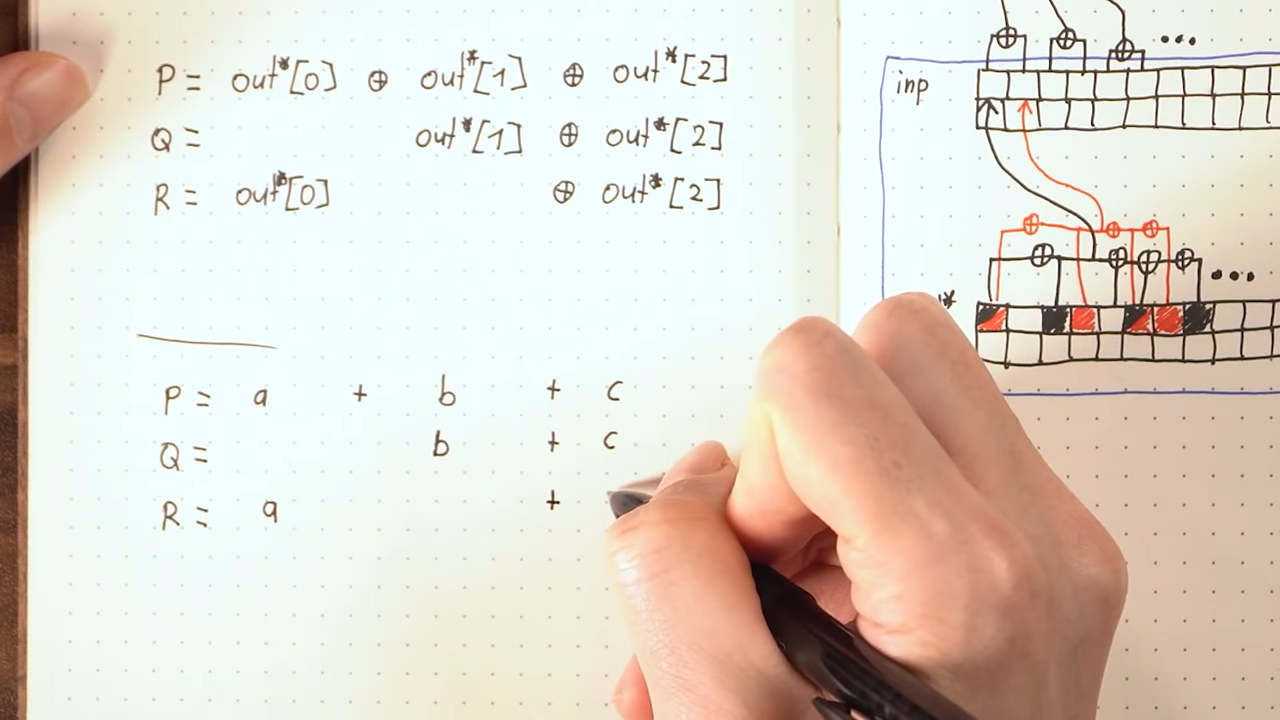 P = out*[0] ⊕ out*[1] ⊕ out*[2]
Q = out*[1] ⊕ out*[2]
R = out*[0] ⊕ out*[2]
P = a + b + c
Q = b + c
R = a +
inp